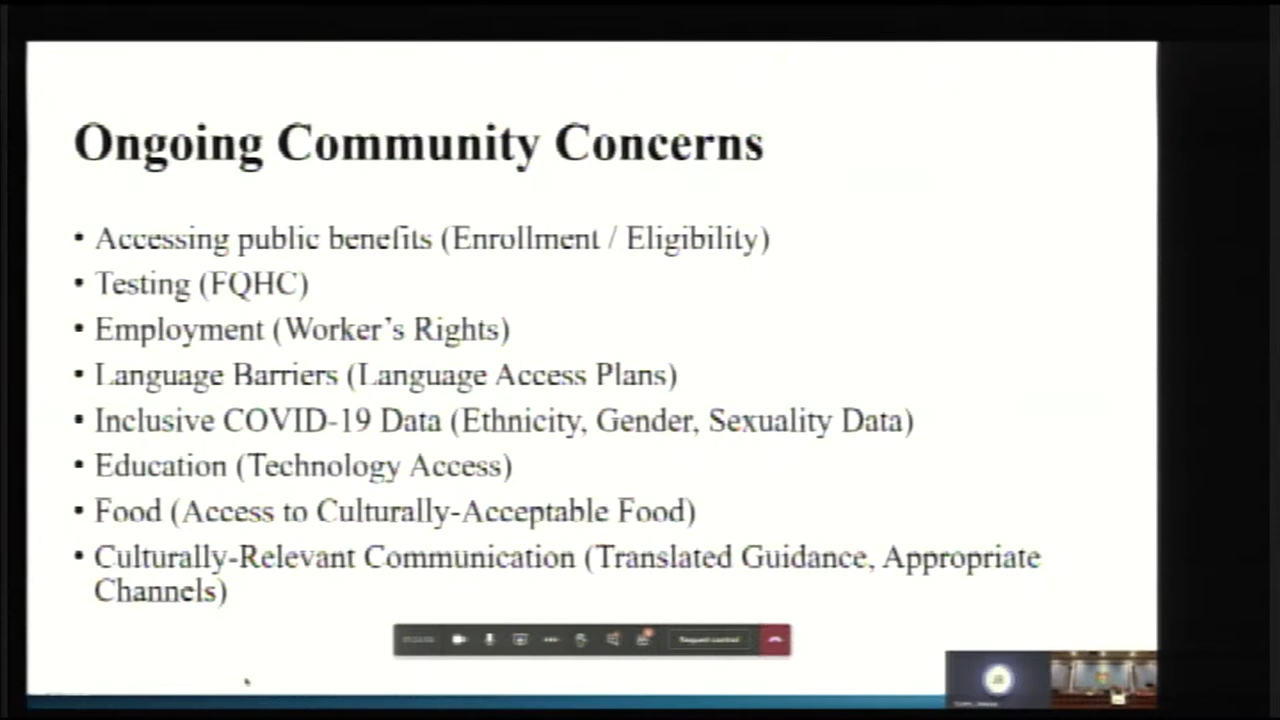 Ongoing Community Concerns
• Accessing public benefits (Enrollment / Eligibility)
• Testing (FQHC)
• Employment (Worker's Rights)
• Language Barriers (Language Access Plans)
• Inclusive COVID-19 Data (Ethnicity, Gender, Sexuality Data)
• Education (Technology Access)
• Food (Access to Culturally-Acceptable Food)
• Culturally-Relevant Communication (Translated Guidance, Appropriate
Channels)
Request control